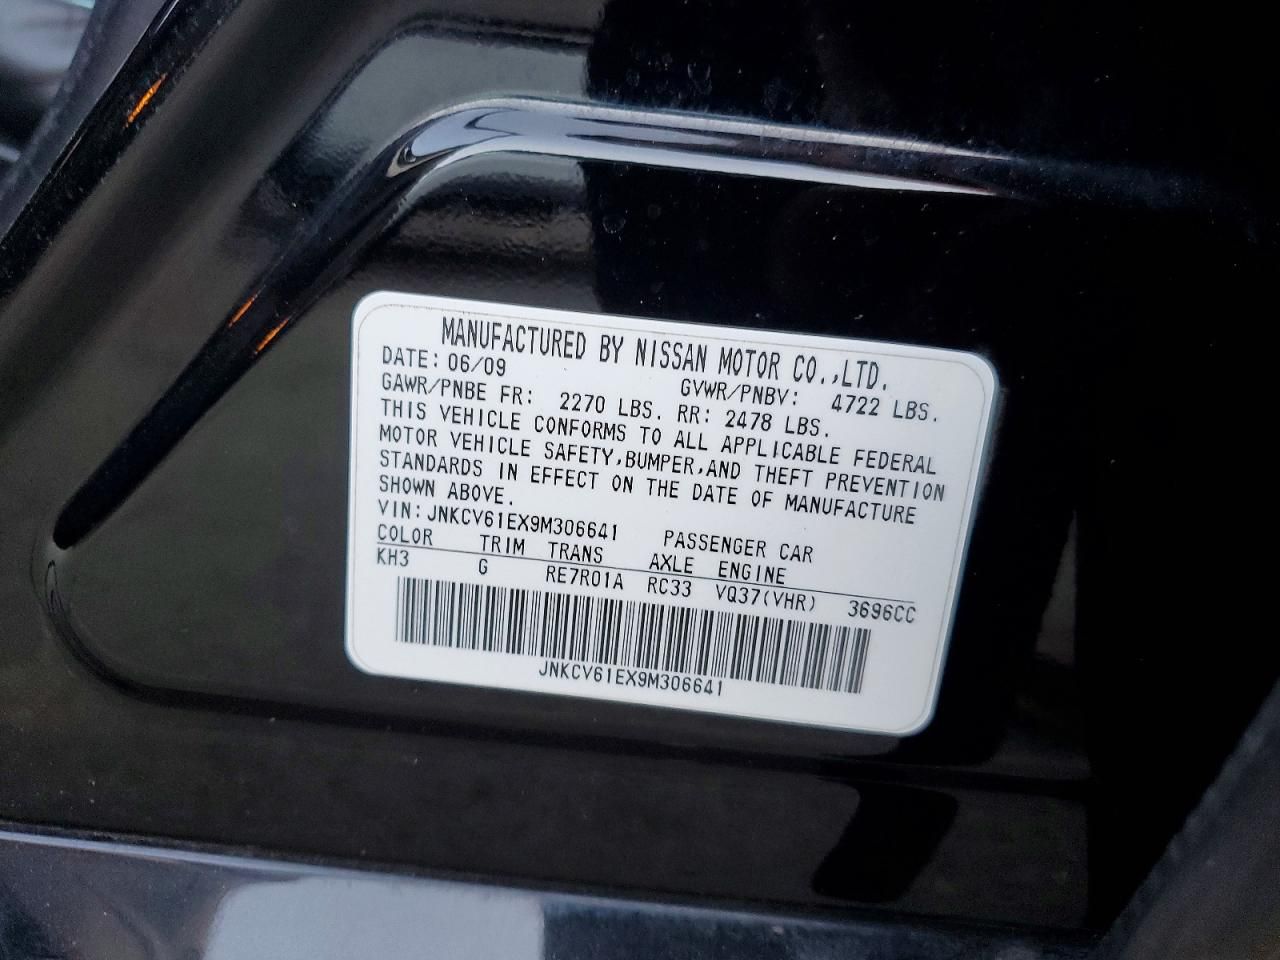 MANUFACTURED BY NISSAN MOTOR CO.,LTD.
DATE: 06/09 GVWR/PNBV: 4722 LBS.
GAWR/PNBE FR: 2270 LBS. RR: 2478 LBS.
THIS VEHICLE CONFORMS TO ALL APPLICABLE FEDERAL
MOTOR VEHICLE SAFETY,BUMPER,AND THEFT PREVENTION
STANDARDS IN EFFECT ON THE DATE OF MANUFACTURE
SHOWN ABOVE.
VIN: JNKCV61EX9M306641 PASSENGER CAR
COLOR TRIM TRANS AXLE ENGINE
KH3 G RE7R01A RC33 VQ37(VHR) 3696CC
JNKCV61EX9M306641